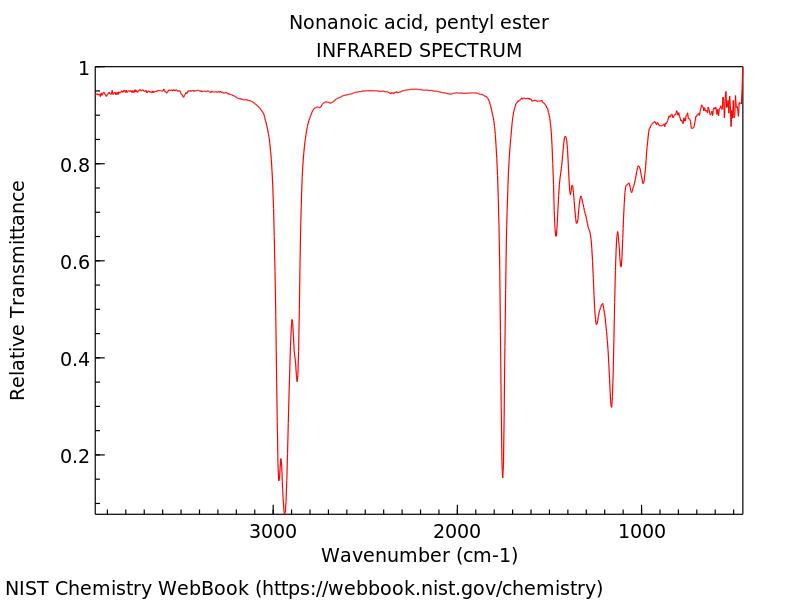 Nonanoic acid, pentyl ester
INFRARED SPECTRUM
1
0.8
0.6
0.4
0.2
Relative Transmittance
3000 2000 1000
Wavenumber (cm-1)
NIST Chemistry WebBook (https://webbook.nist.gov/chemistry)